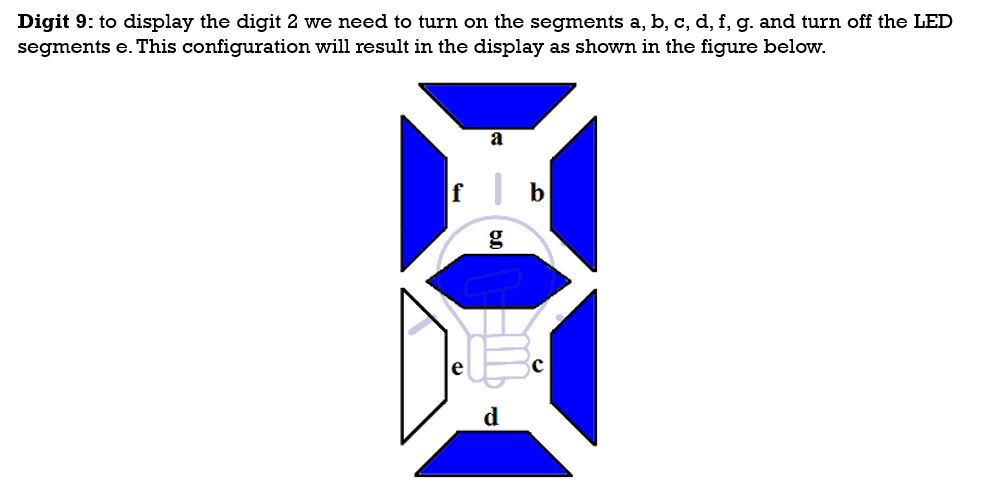 Digit 9: to display the digit 2 we need to turn on the segments a, b, c, d, f, g. and turn off the LED
segments e. This configuration will result in the display as shown in the figure below.
a
f b
g
e c
d